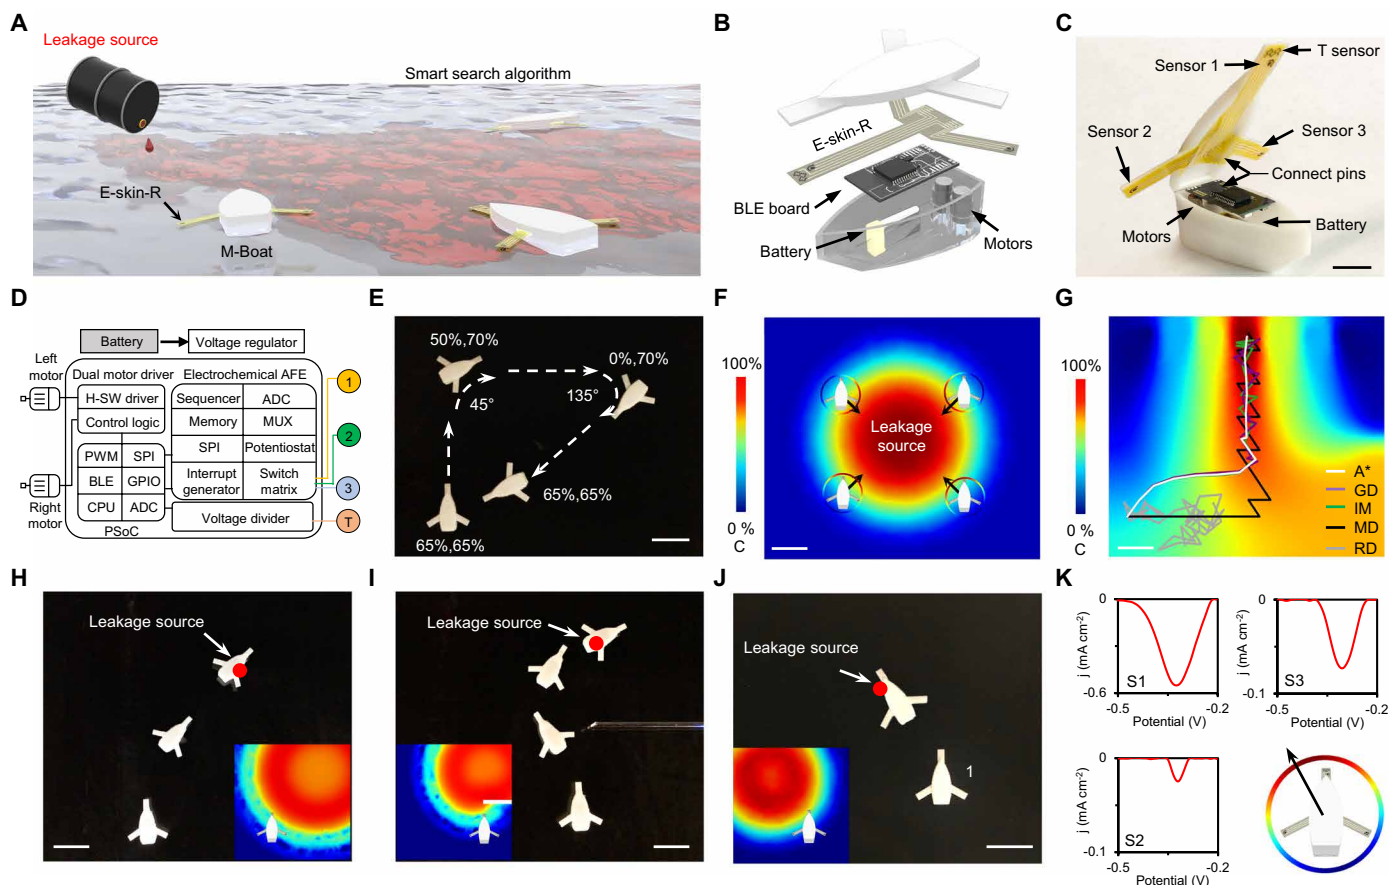 A
Leakage source
Smart search algorithm
E-skin-R
M-Boat
B
E-skin-R
BLE board
Battery
Motors
C
T sensor
Sensor 1
Sensor 2
Sensor 3
Connect pins
Motors
Battery
D
Battery
Voltage regulator
Left
motor
Dual motor driver
Electrochemical AFE
H-SW driver
Control logic
Sequencer
ADC
Memory
MUX
SPI
Potentiostat
Interrupt
generator
Switch
matrix
PWM
SPI
BLE
GPIO
CPU
ADC
Voltage divider
PSoC
Right
motor
1
2
3
T
E
50%,70%
0%,70%
45°
135°
65%,65%
65%,65%
F
100%
0 %
C
Leakage
source
G
100%
0 %
C
A*
GD
IM
MD
RD
H
Leakage source
I
Leakage source
J
Leakage source
1
K
0
j (mA cm-2)
-0.6
S1
-0.5
-0.2
Potential (V)
0
j (mA cm-2)
-0.1
S3
-0.5
-0.2
Potential (V)
0
j (mA cm-2)
-0.1
S2
-0.5
-0.2
Potential (V)